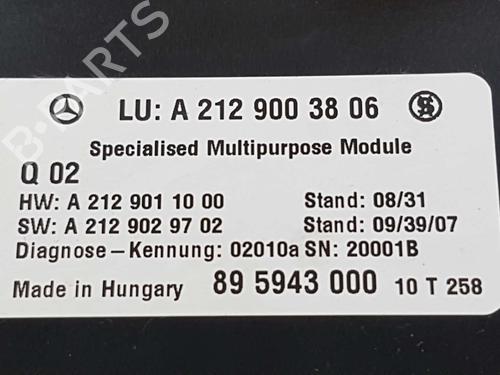 B-PARTS
LU: A 212 900 38 06
Specialised Multipurpose Module
Q 02
HW: A 212 901 10 00 Stand: 08/31
SW: A 212 902 97 02 Stand: 09/39/07
Diagnose-Kennung: 02010a SN: 20001B
Made in Hungary 89 5943 000 10 T 258